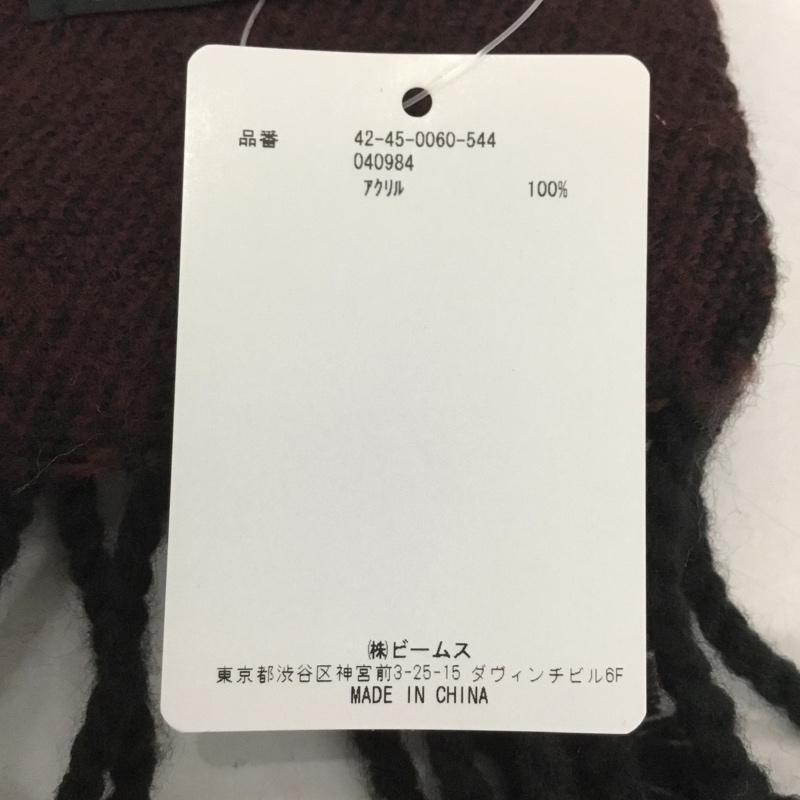 品番 42-45-0060-544
040984
ｱｸﾘﾙ 100%
㈱ビームス
東京都渋谷区神宮前3-25-15 ダヴィンチビル6F
MADE IN CHINA